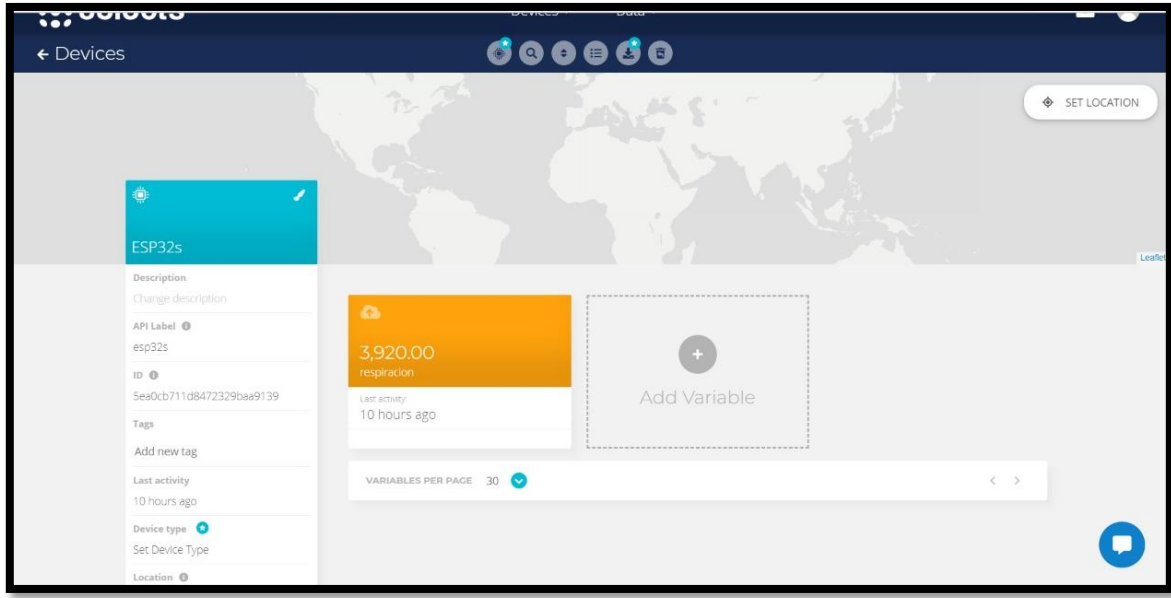 Devices
Data
Devices
SET LOCATION
ESP32s
Leaflet
Description
Change description
API Label
esp32s
ID
5ea0cb711d8472329baa9139
Tags
Add new tag
Last activity
10 hours ago
Device type
Set Device Type
Location
3,920.00
respiracion
Last activity:
10 hours ago
Add Variable
VARIABLES PER PAGE 30